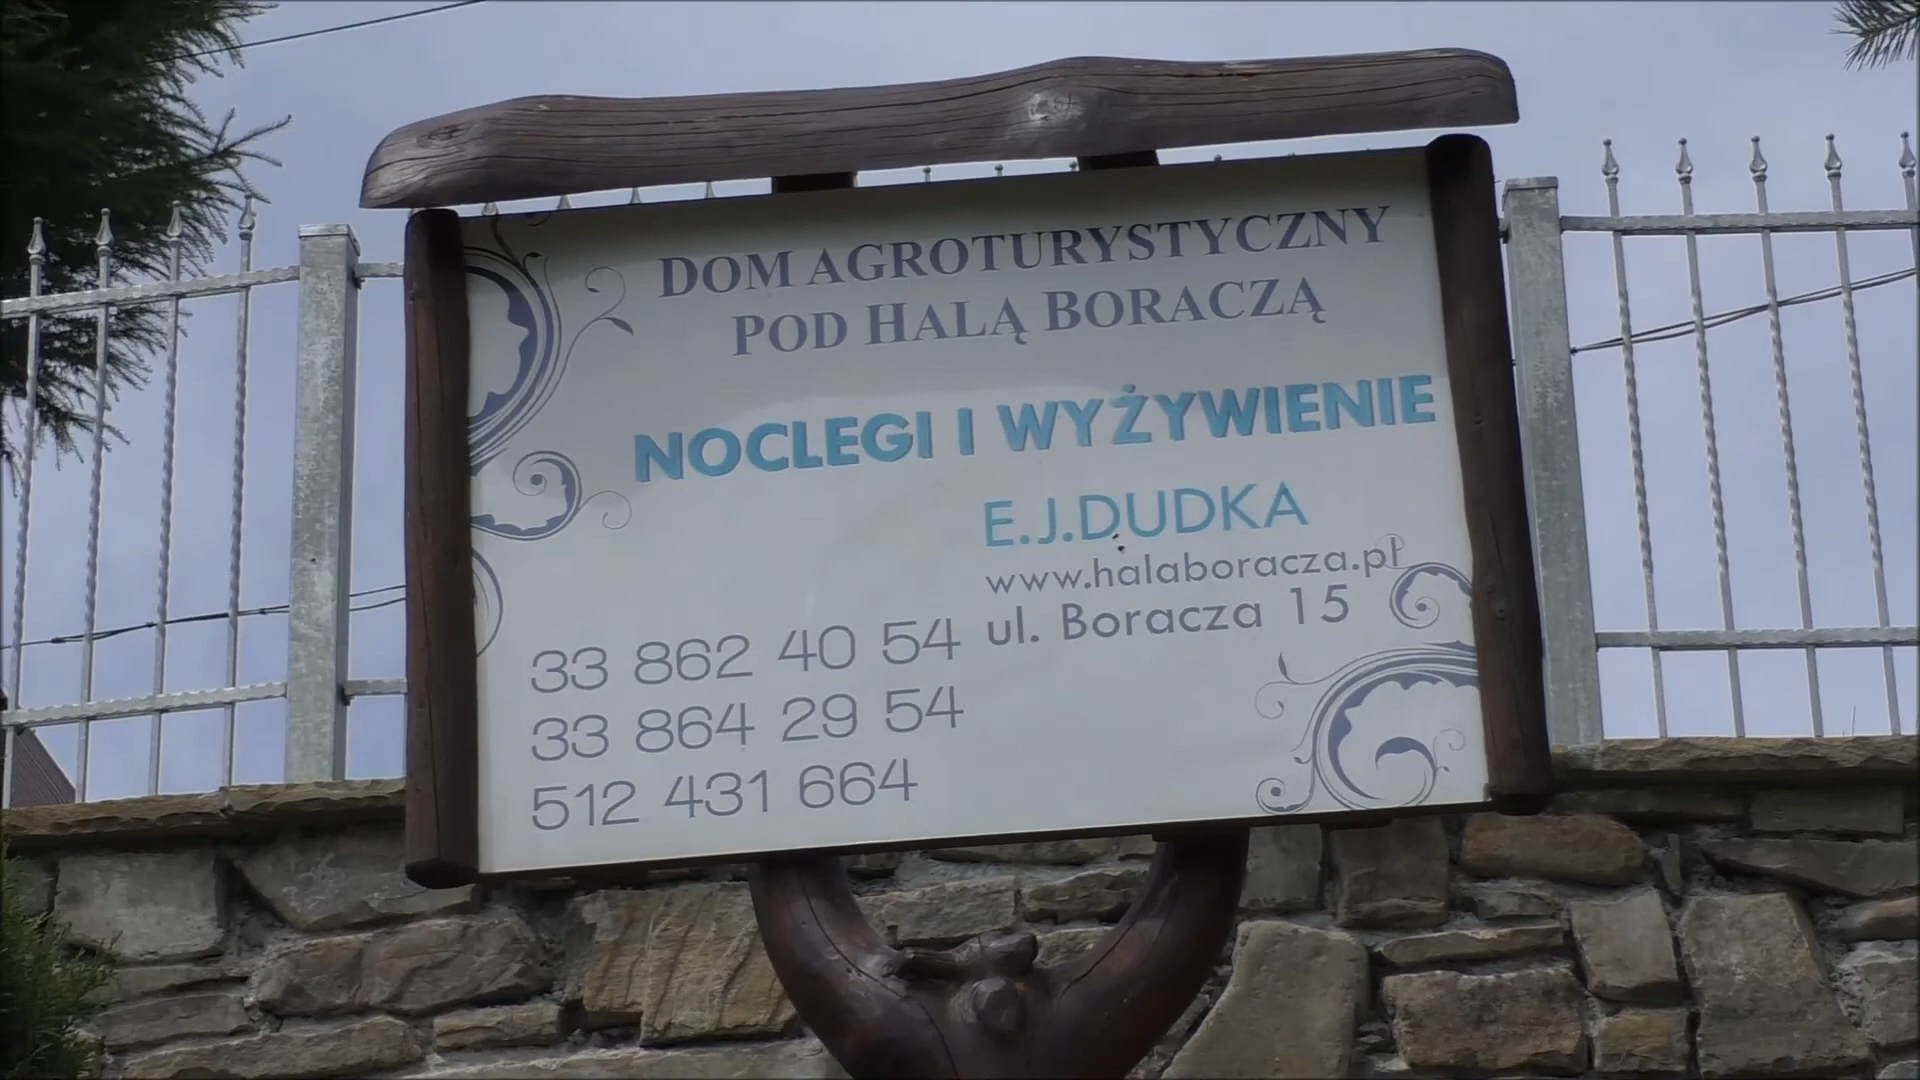 DOM AGROTURYSTYCZNY
POD HALĄ BORACZĄ
NOCLEGI I WYŻYWIENIE
E.J.DUDKA
www.halaboracza.pl
ul. Boracza 15
33 862 40 54
33 864 29 54
512 431 664